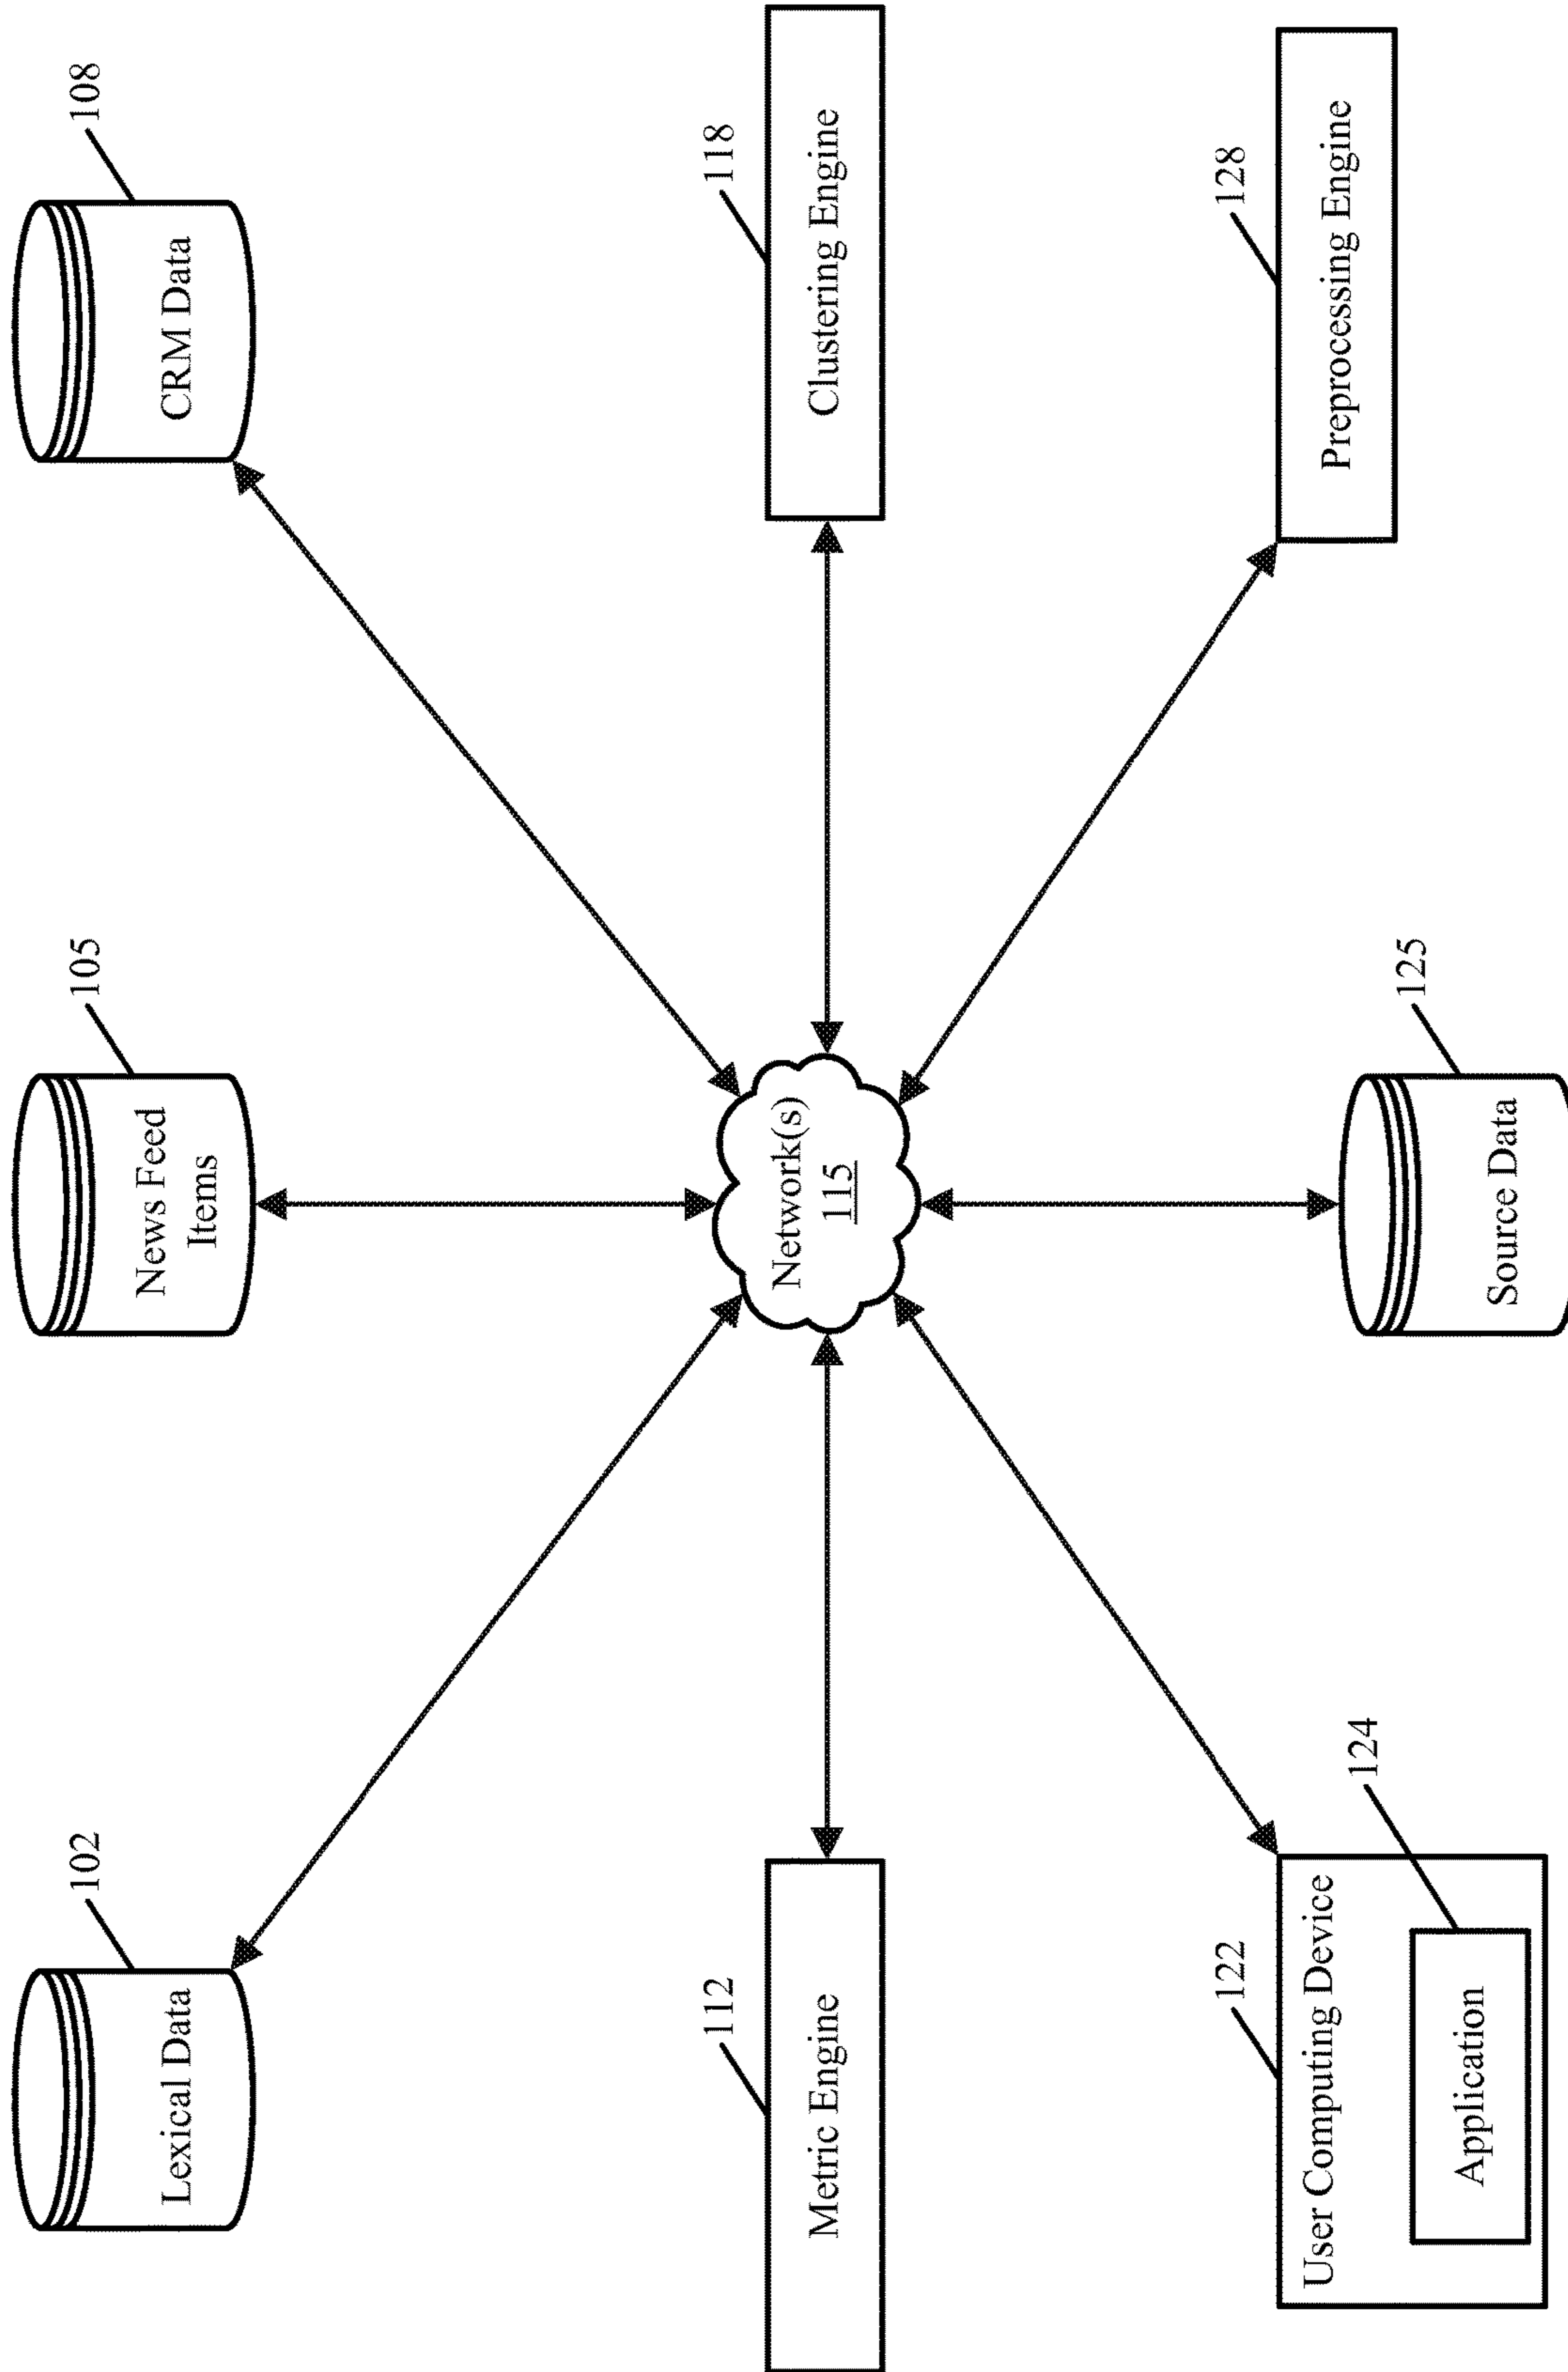 102
Lexical Data
105
News Feed
Items
108
CRM Data
112
Metric Engine
Network(s)
115
118
Clustering Engine
122
User Computing Device
124
Application
125
Source Data
128
Preprocessing Engine